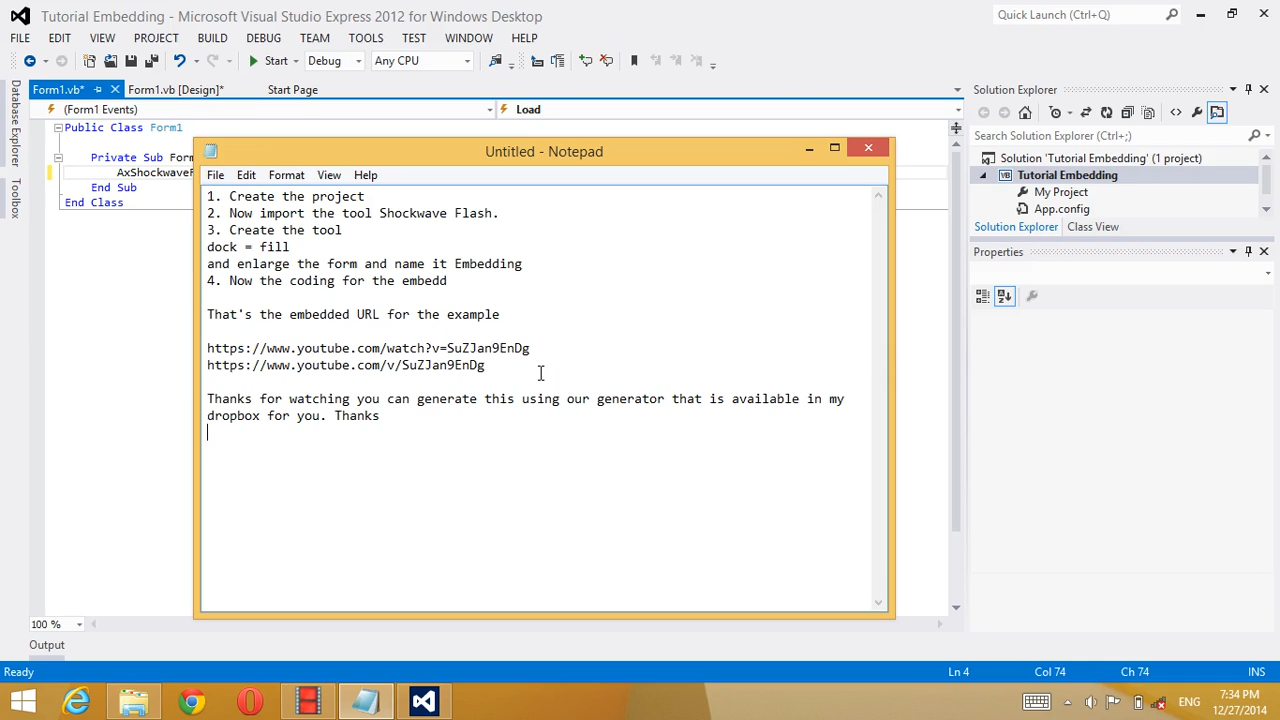 Tutorial Embedding - Microsoft Visual Studio Express 2012 for Windows Desktop
Quick Launch (Ctrl+Q)
FILE EDIT VIEW PROJECT BUILD DEBUG TEAM TOOLS TEST WINDOW HELP
Start Debug Any CPU
Form1.vb* Form1.vb [Design]* Start Page
(Form1 Events) Load
Public Class Form1
Private Sub Form
AxShockwaveF
End Sub
End Class
Database Explorer
Toolbox
Untitled - Notepad
File Edit Format View Help
1. Create the project
2. Now import the tool Shockwave Flash.
3. Create the tool
dock = fill
and enlarge the form and name it Embedding
4. Now the coding for the embedd
That's the embedded URL for the example
https://www.youtube.com/watch?v=SuZJan9EnDg
https://www.youtube.com/v/SuZJan9EnDg
Thanks for watching you can generate this using our generator that is available in my
dropbox for you. Thanks
Solution Explorer
Search Solution Explorer (Ctrl+;)
Solution 'Tutorial Embedding' (1 project)
Tutorial Embedding
My Project
App.config
Solution Explorer Class View
Properties
100 %
Output
Ready Ln 4 Col 74 Ch 74 INS
ENG
7:34 PM
12/27/2014